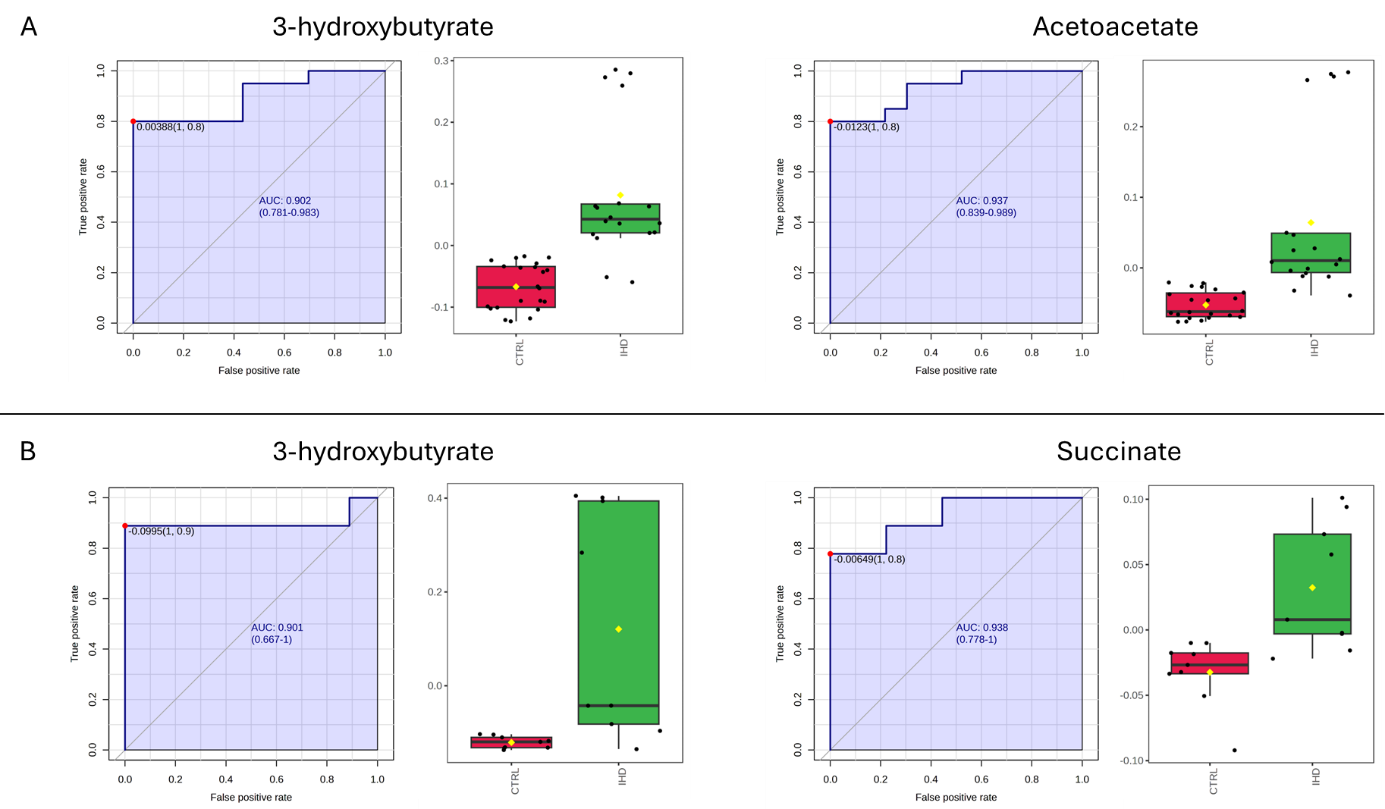 A
3-hydroxybutyrate
Acetoacetate
True positive rate
1.0
0.8
0.6
0.4
0.2
0.0
0.00388(1, 0.8)
AUC: 0.902
(0.781-0.983)
0.0 0.2 0.4 0.6 0.8 1.0
False positive rate
0.3
0.2
0.1
0.0
-0.1
CTRL
IHD
True positive rate
1.0
0.8
0.6
0.4
0.2
0.0
-0.0123(1, 0.8)
AUC: 0.937
(0.839-0.989)
0.0 0.2 0.4 0.6 0.8 1.0
False positive rate
0.2
0.1
0.0
CTRL
IHD
B
3-hydroxybutyrate
Succinate
True positive rate
1.0
0.8
0.6
0.4
0.2
0.0
-0.0995(1, 0.9)
AUC: 0.901
(0.667-1)
0.0 0.2 0.4 0.6 0.8 1.0
False positive rate
0.4
0.2
0.0
CTRL
IHD
True positive rate
1.0
0.8
0.6
0.4
0.2
0.0
-0.00649(1, 0.8)
AUC: 0.938
(0.778-1)
0.0 0.2 0.4 0.6 0.8 1.0
False positive rate
0.10
0.05
0.00
-0.05
-0.10
CTRL
IHD